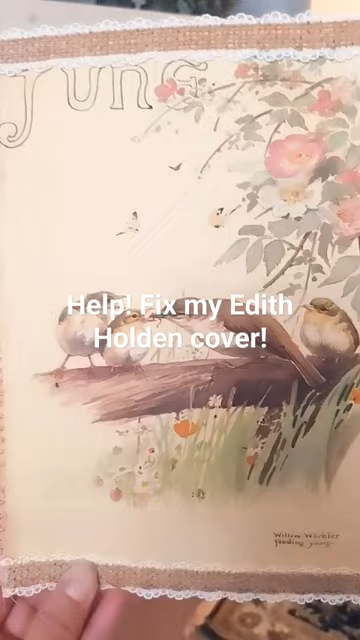 JUNE
Help! Fix my Edith
Holden cover!
Willow Warbler
feeding young.